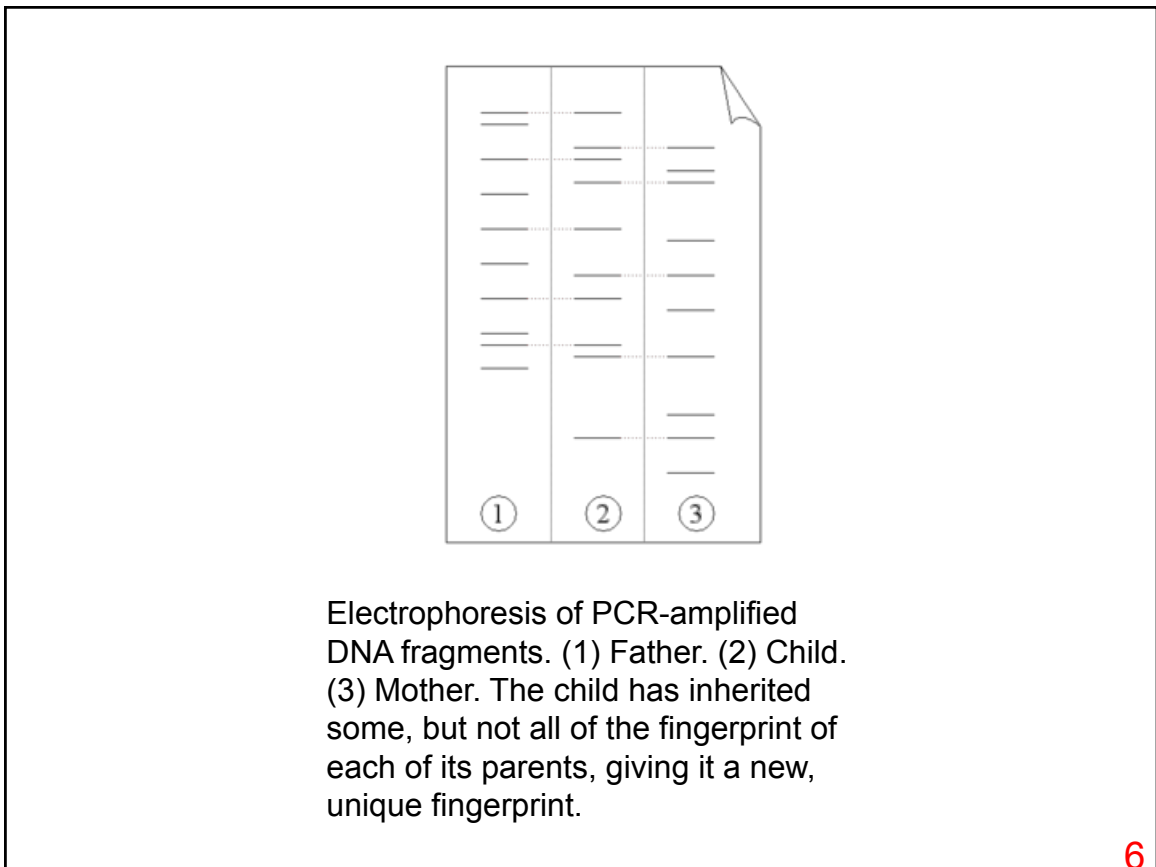 1 2 3
Electrophoresis of PCR-amplified
DNA fragments. (1) Father. (2) Child.
(3) Mother. The child has inherited
some, but not all of the fingerprint of
each of its parents, giving it a new,
unique fingerprint.
6